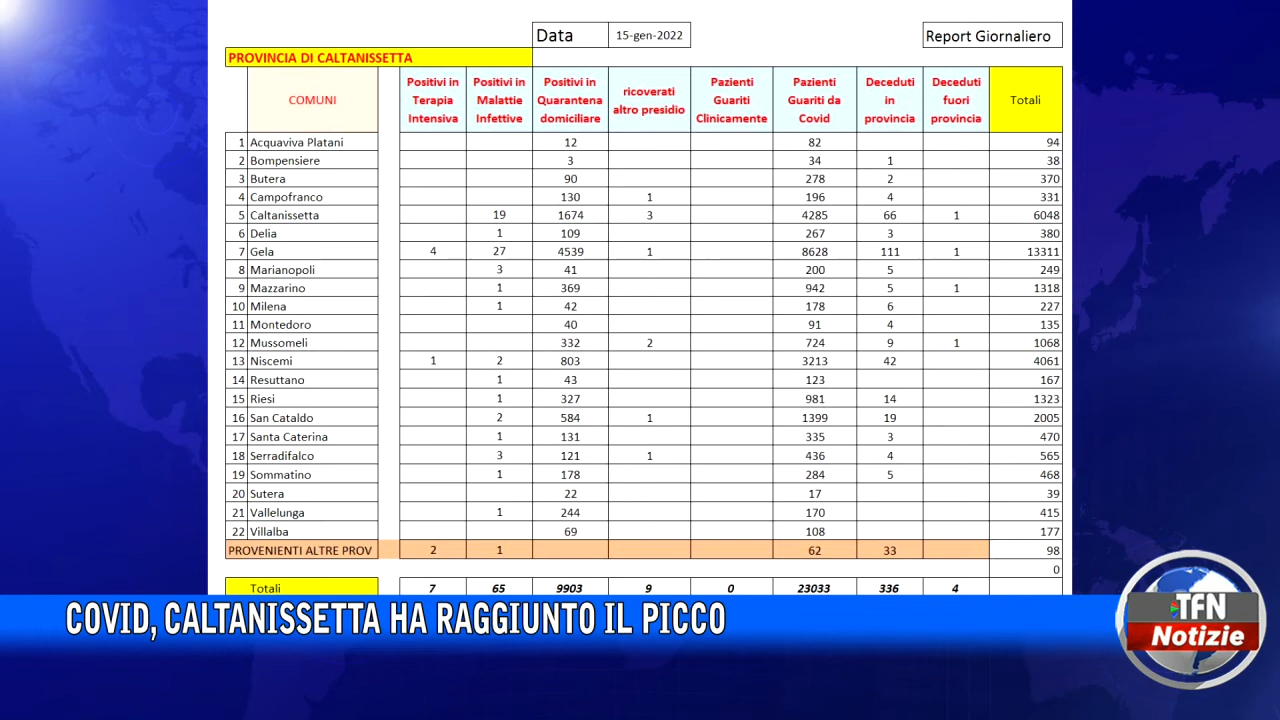 Data 15-gen-2022 Report Giornaliero
PROVINCIA DI CALTANISSETTA
COMUNI Positivi in Terapia Intensiva Positivi in Malattie Infettive Positivi in Quarantena domiciliare ricoverati altro presidio Pazienti Guariti Clinicamente Pazienti Guariti da Covid Deceduti in provincia Deceduti fuori provincia Totali
1 Acquaviva Platani 12 82 94
2 Bompensiere 3 34 1 38
3 Butera 90 278 2 370
4 Campofranco 130 1 196 4 331
5 Caltanissetta 19 1674 3 4285 66 1 6048
6 Delia 1 109 267 3 380
7 Gela 4 27 4539 1 8628 111 1 13311
8 Marianopoli 3 41 200 5 249
9 Mazzarino 1 369 942 5 1 1318
10 Milena 1 42 178 6 227
11 Montedoro 40 91 4 135
12 Mussomeli 332 2 724 9 1 1068
13 Niscemi 1 2 803 3213 42 4061
14 Resuttano 1 43 123 167
15 Riesi 1 327 981 14 1323
16 San Cataldo 2 584 1 1399 19 2005
17 Santa Caterina 1 131 335 3 470
18 Serradifalco 3 121 1 436 4 565
19 Sommatino 1 178 284 5 468
20 Sutera 22 17 39
21 Vallelunga 1 244 170 415
22 Villalba 69 108 177
PROVENIENTI ALTRE PROV 2 1 62 33 98
0
Totali 7 65 9903 9 0 23033 336 4
COVID, CALTANISSETTA HA RAGGIUNTO IL PICCO
TFN
Notizie